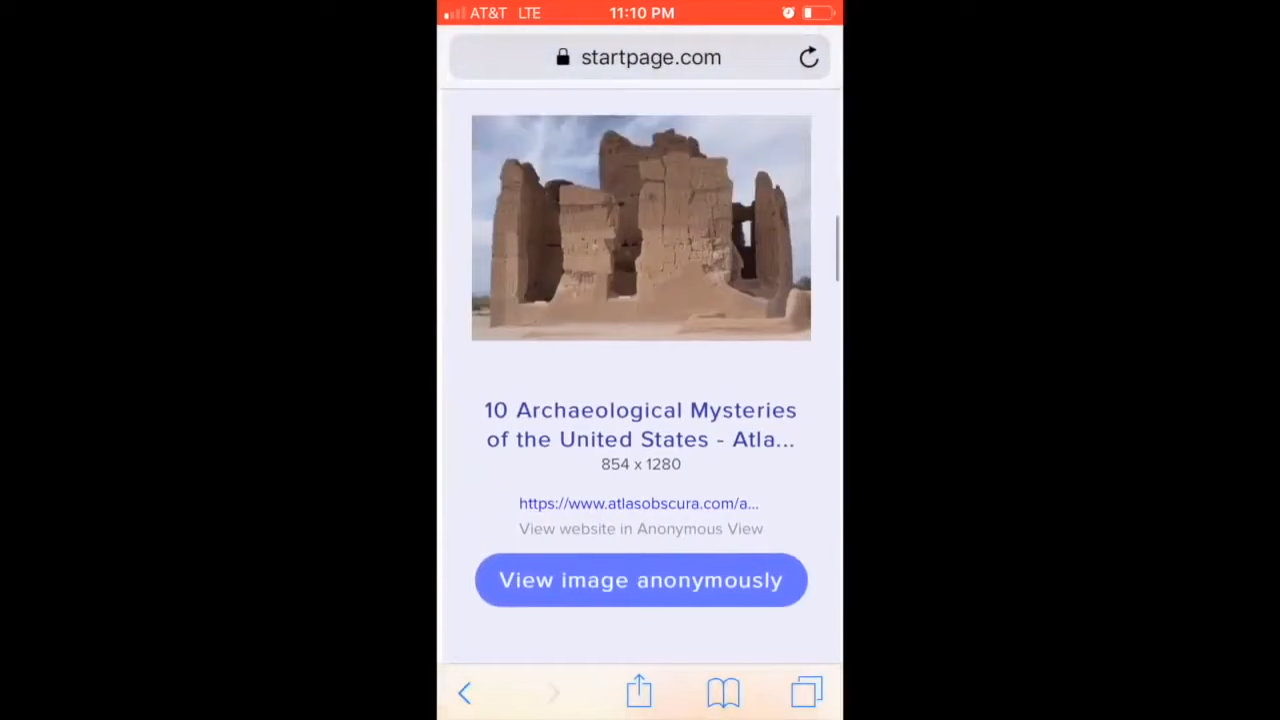 AT&T LTE 11:10 PM
startpage.com
10 Archaeological Mysteries
of the United States - Atla...
854 x 1280
https://www.atlasobscura.com/a...
View website in Anonymous View
View image anonymously